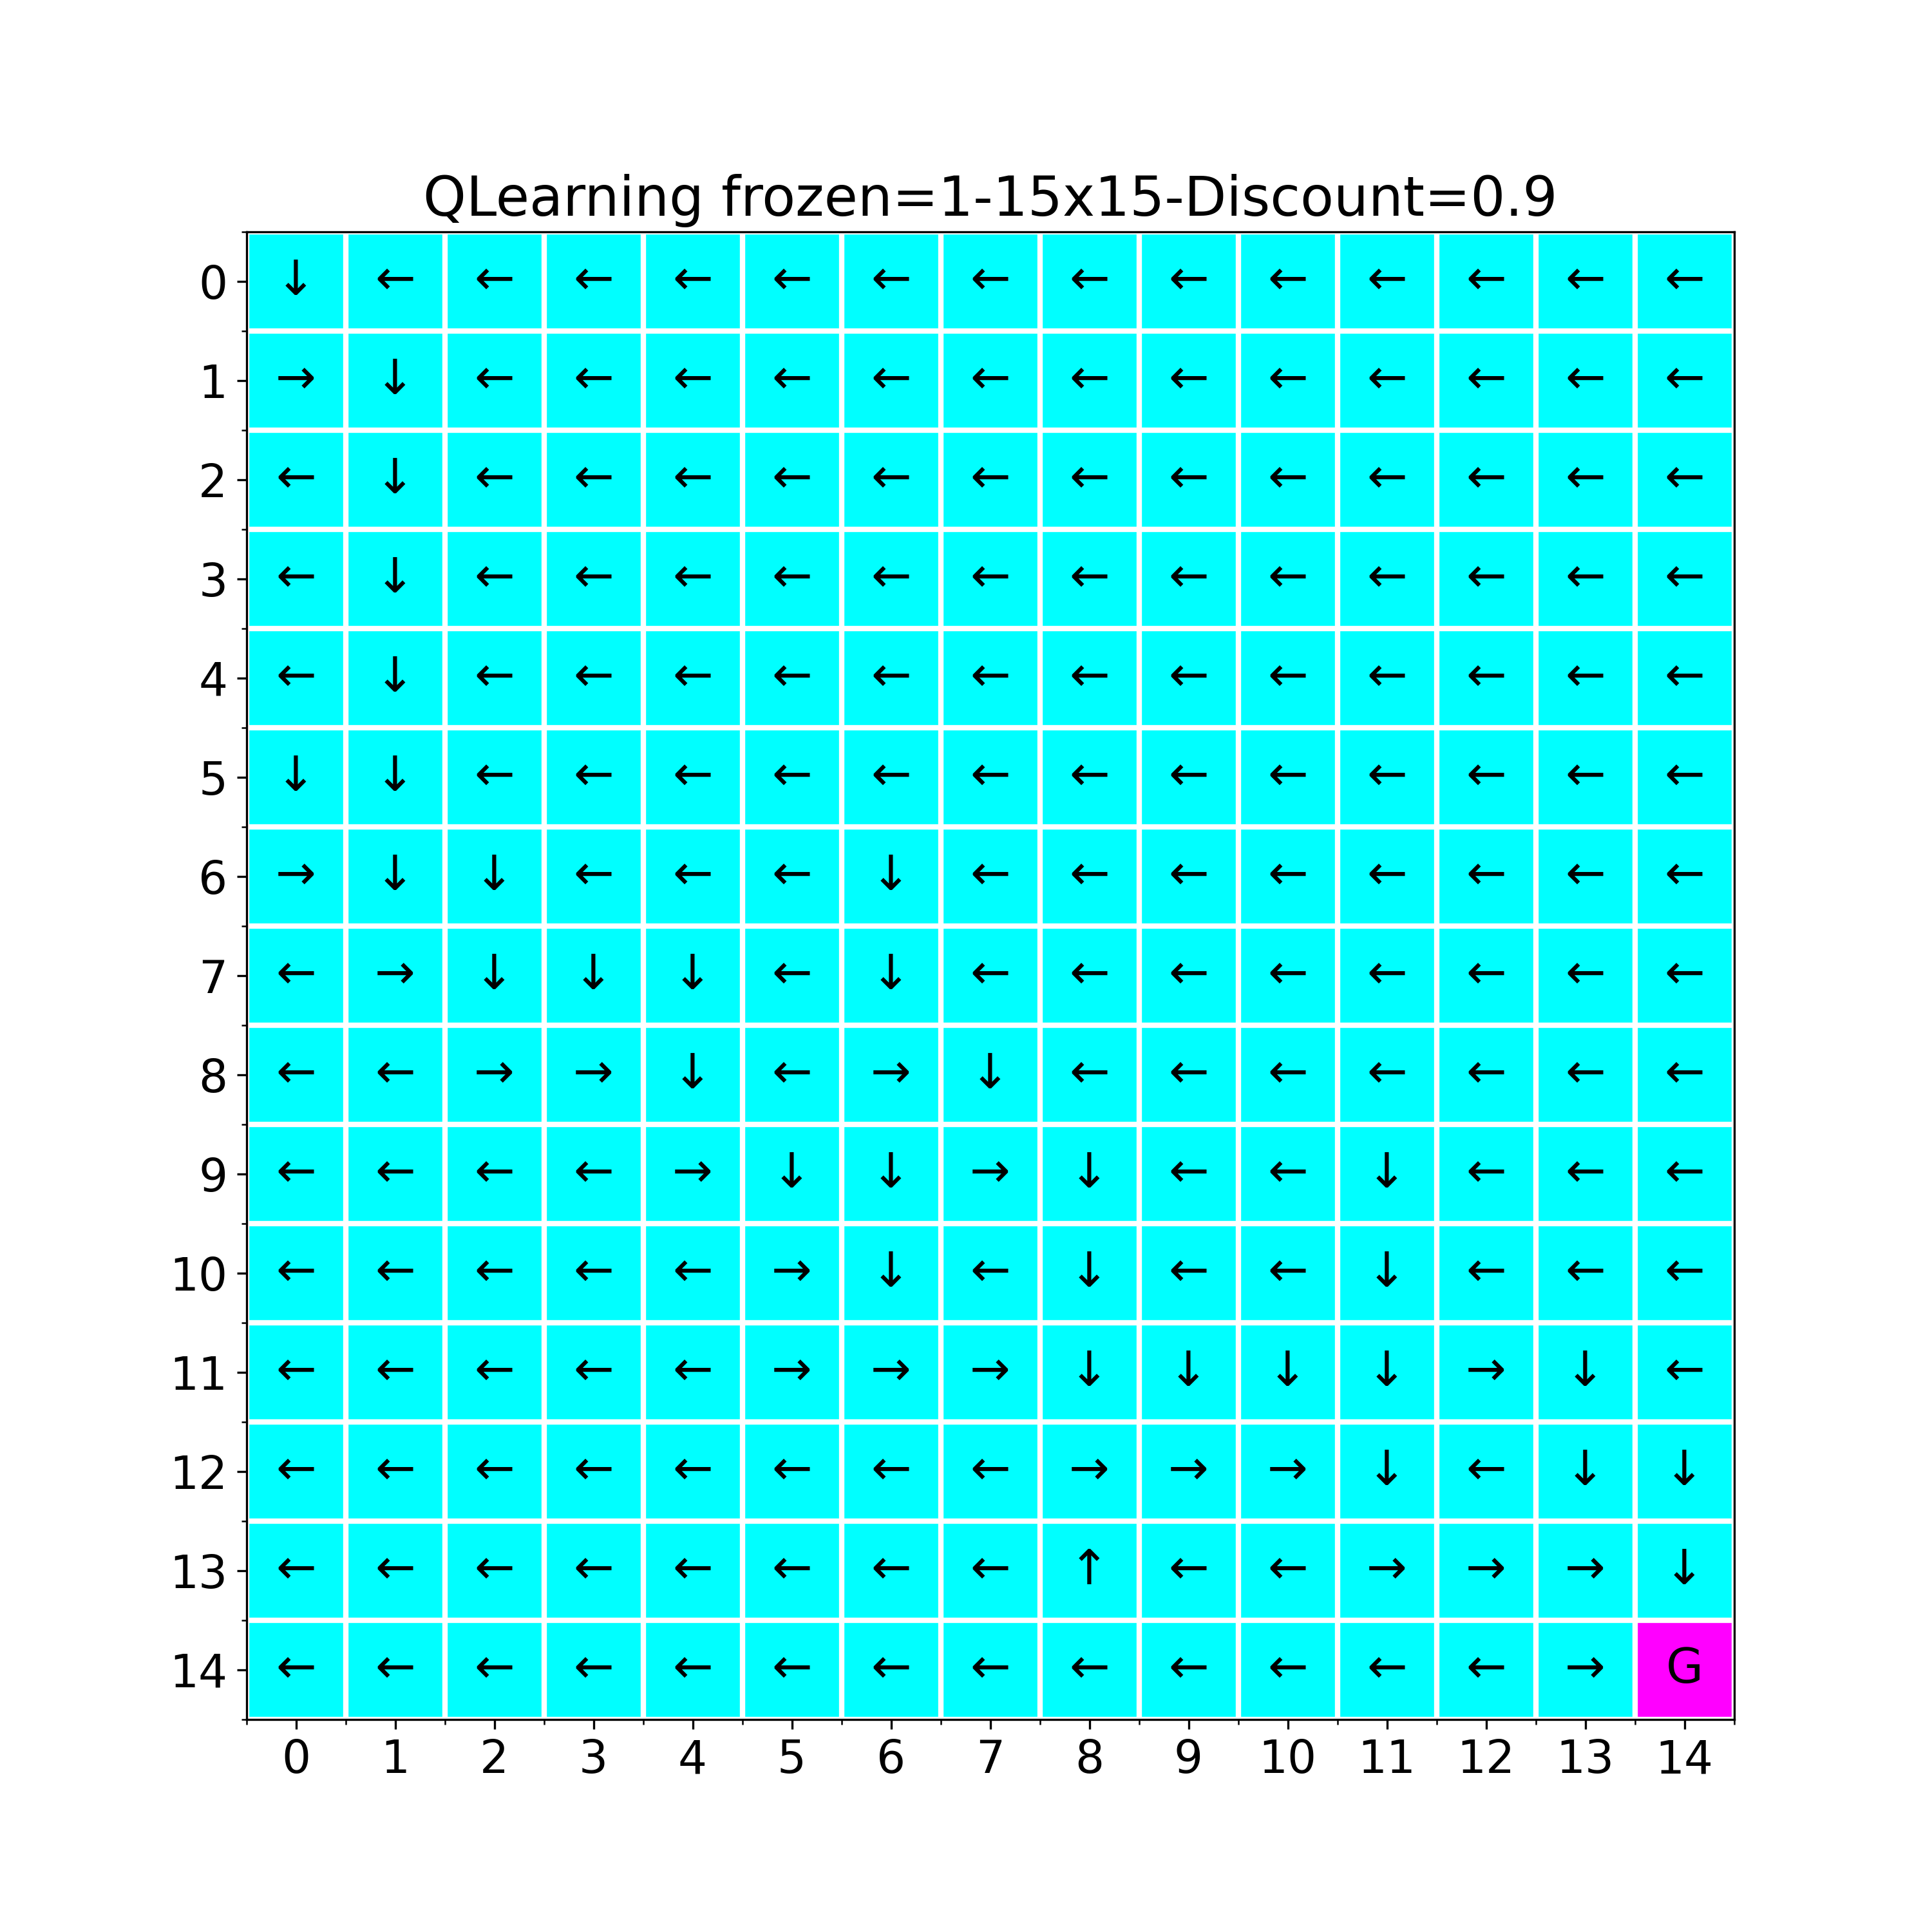 QLearning frozen=1-15x15-Discount=0.9
0 ↓ ← ← ← ← ← ← ← ← ← ← ← ← ← ←
1 → ↓ ← ← ← ← ← ← ← ← ← ← ← ← ←
2 ← ↓ ← ← ← ← ← ← ← ← ← ← ← ← ←
3 ← ↓ ← ← ← ← ← ← ← ← ← ← ← ← ←
4 ← ↓ ← ← ← ← ← ← ← ← ← ← ← ← ←
5 ↓ ↓ ← ← ← ← ← ← ← ← ← ← ← ← ←
6 → ↓ ↓ ← ← ← ↓ ← ← ← ← ← ← ← ←
7 ← → ↓ ↓ ↓ ← ↓ ← ← ← ← ← ← ← ←
8 ← ← → → ↓ ← → ↓ ← ← ← ← ← ← ←
9 ← ← ← ← → ↓ ↓ → ↓ ← ← ↓ ← ← ←
10 ← ← ← ← ← → ↓ ← ↓ ← ← ↓ ← ← ←
11 ← ← ← ← ← → → → ↓ ↓ ↓ ↓ → ↓ ←
12 ← ← ← ← ← ← ← ← → → → ↓ ← ↓ ↓
13 ← ← ← ← ← ← ← ← ↑ ← ← → → → ↓
14 ← ← ← ← ← ← ← ← ← ← ← ← ← → G
0 1 2 3 4 5 6 7 8 9 10 11 12 13 14